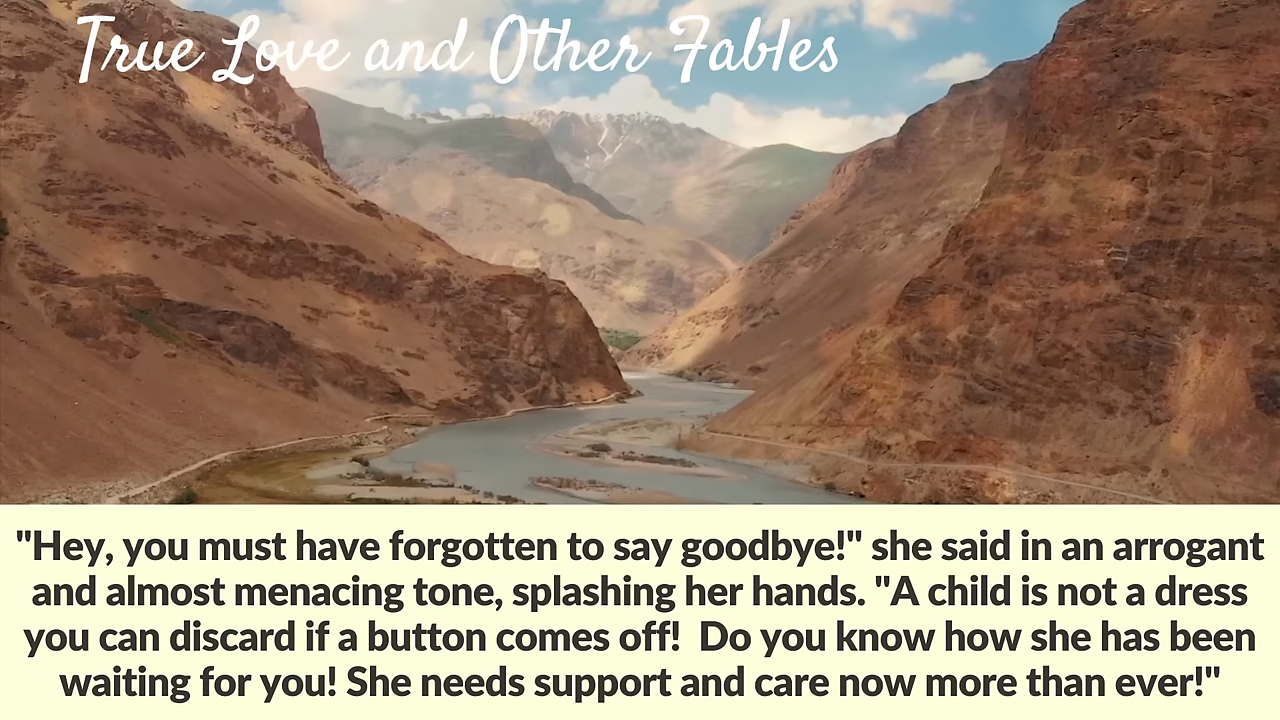 True Love and Other Fables
"Hey, you must have forgotten to say goodbye!" she said in an arrogant
and almost menacing tone, splashing her hands. "A child is not a dress
you can discard if a button comes off!  Do you know how she has been
waiting for you! She needs support and care now more than ever!"